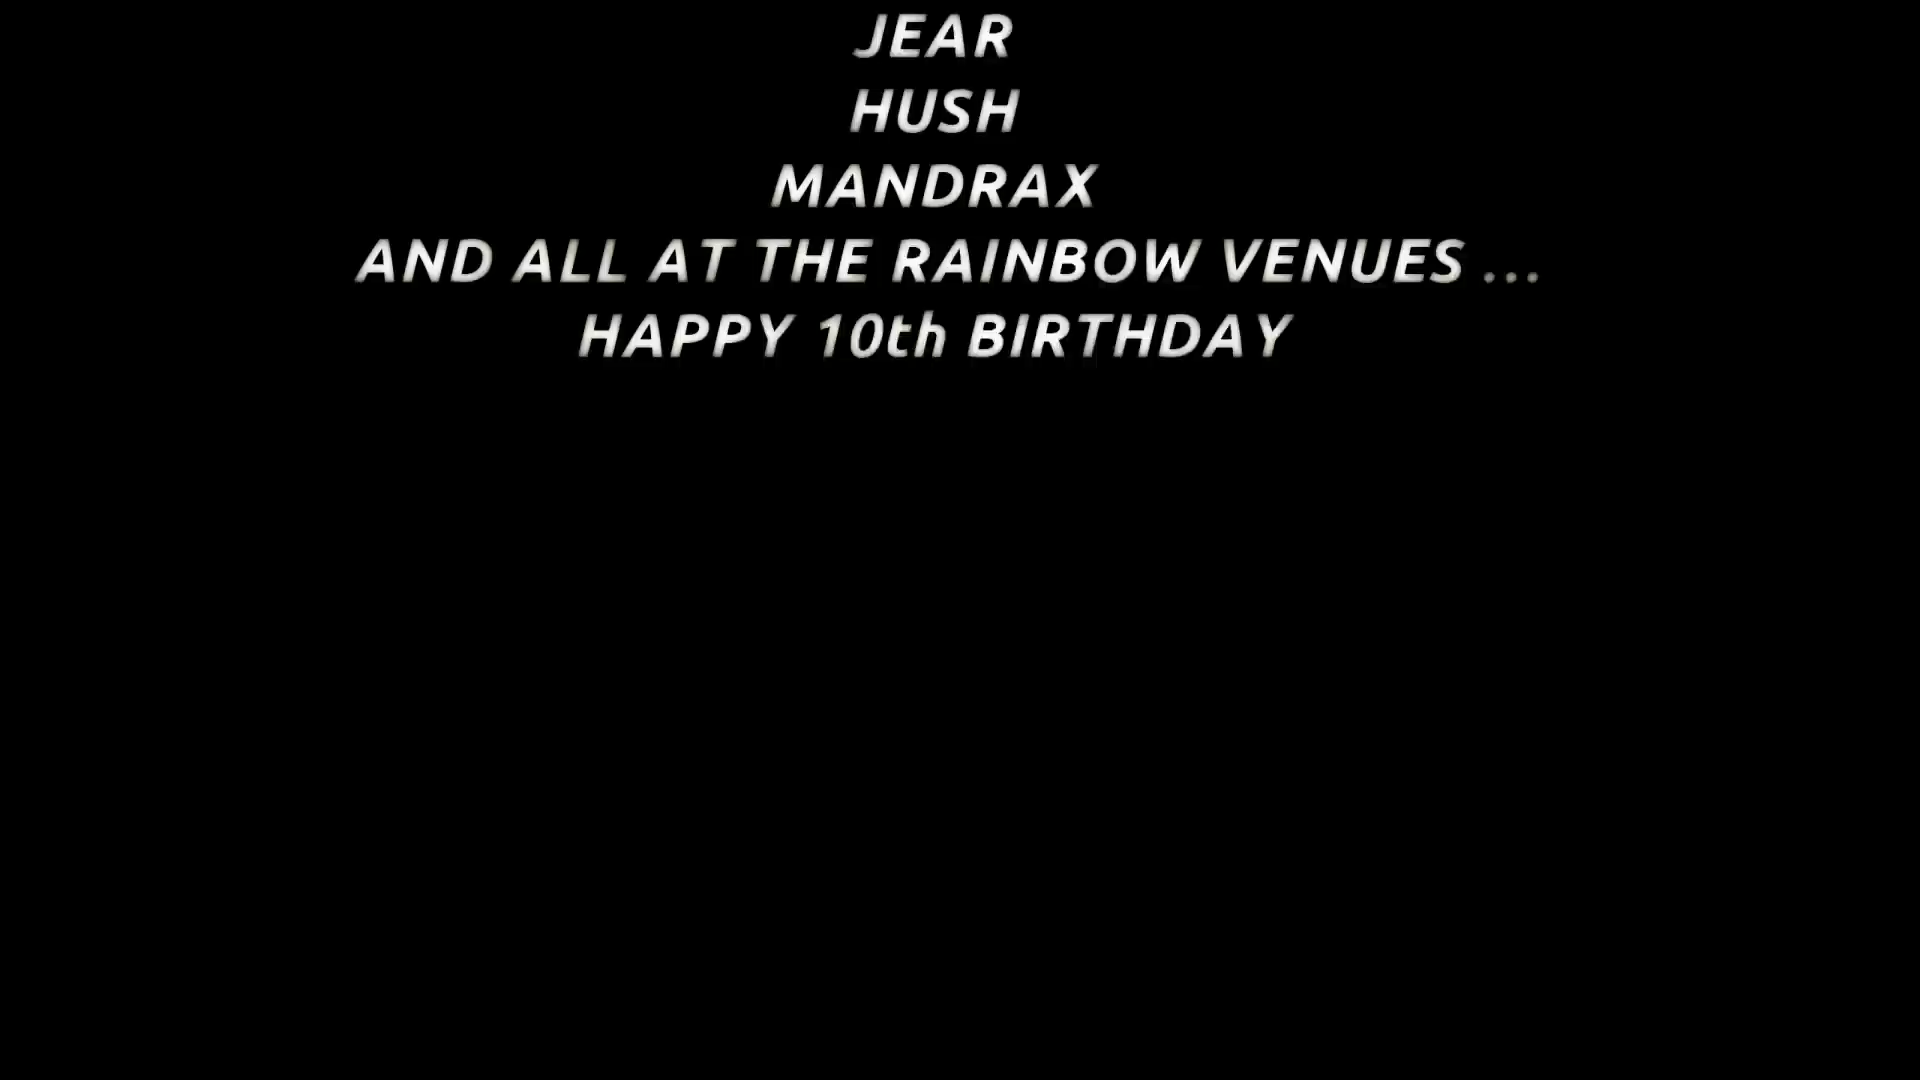 JEAR
HUSH
MANDRAX
AND ALL AT THE RAINBOW VENUES ...
HAPPY 10th BIRTHDAY